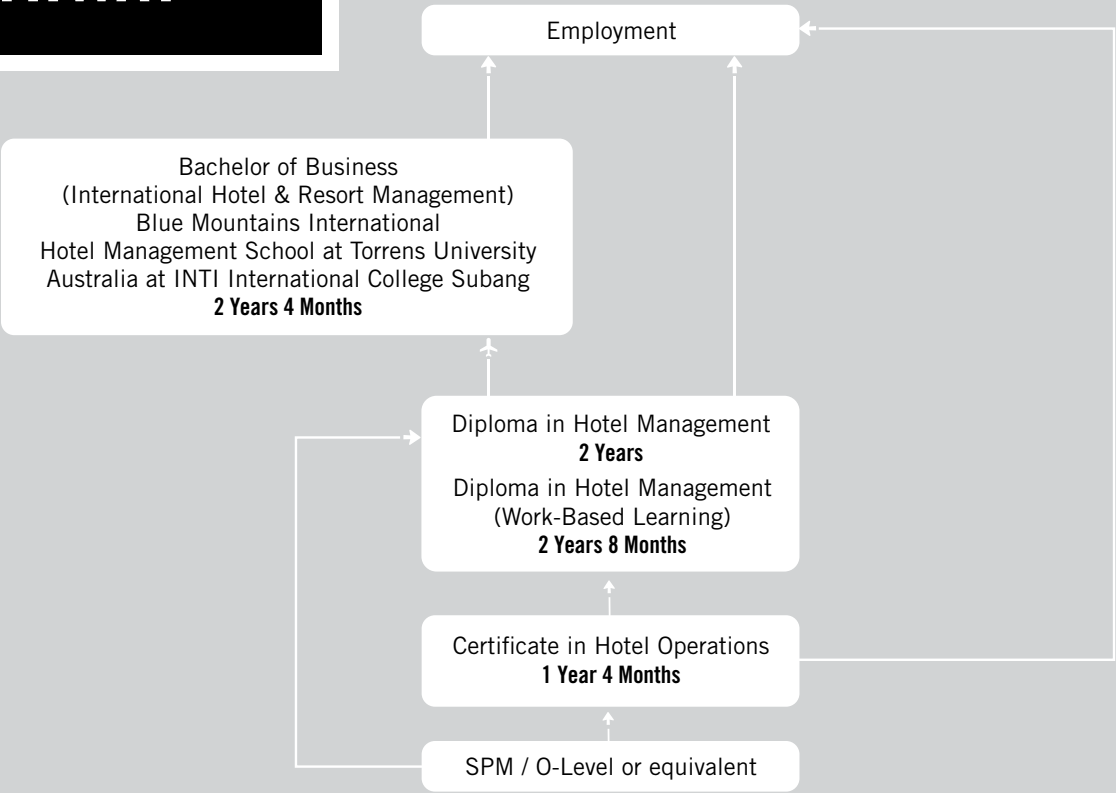 Employment
Bachelor of Business
(International Hotel & Resort Management)
Blue Mountains International
Hotel Management School at Torrens University
Australia at INTI International College Subang
2 Years 4 Months
Diploma in Hotel Management
2 Years
Diploma in Hotel Management
(Work-Based Learning)
2 Years 8 Months
Certificate in Hotel Operations
1 Year 4 Months
SPM / O-Level or equivalent